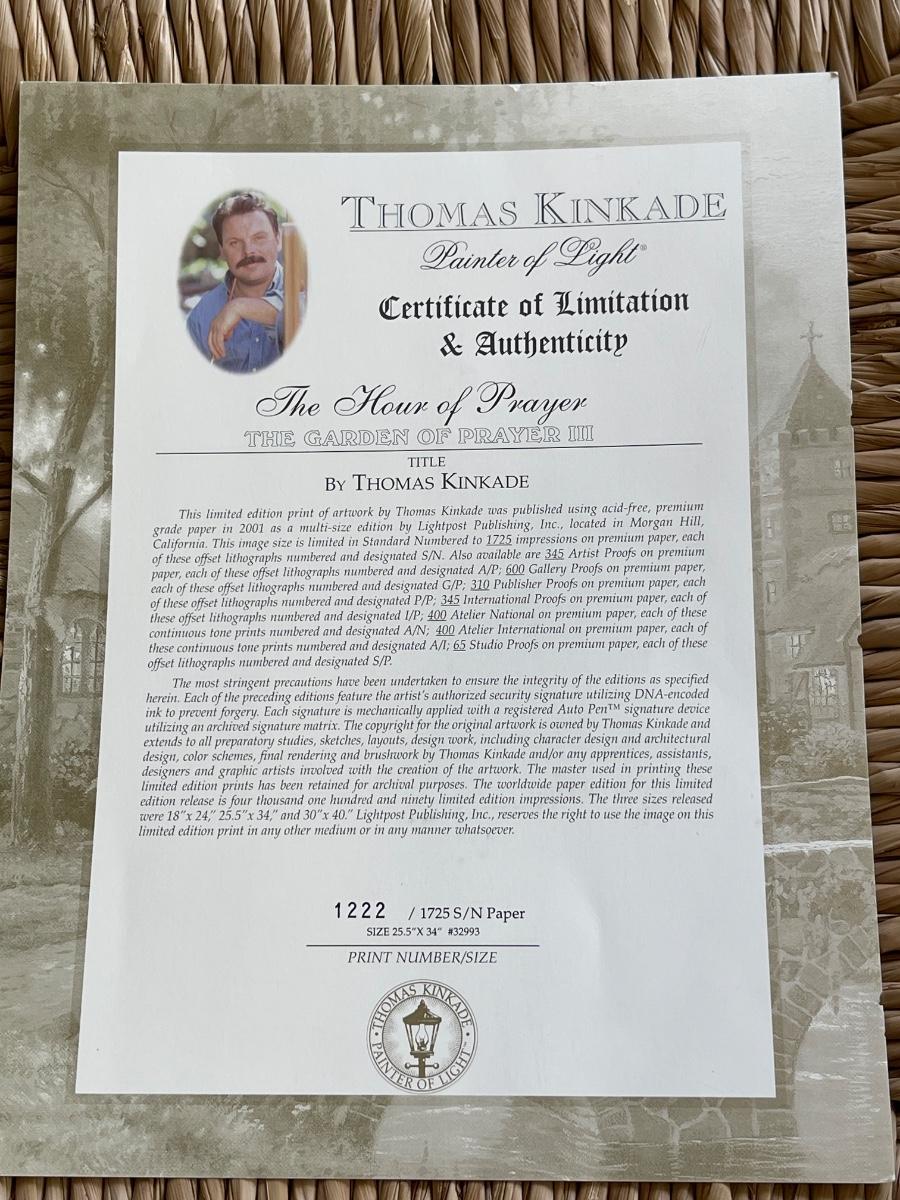 THOMAS KINKADE
Painter of Light®
Certificate of Limitation
& Authenticity
The Hour of Prayer
THE GARDEN OF PRAYER III
TITLE
BY THOMAS KINKADE
This limited edition print of artwork by Thomas Kinkade was published using acid-free, premium
grade paper in 2001 as a multi-size edition by Lightpost Publishing, Inc., located in Morgan Hill,
California. This image size is limited in Standard Numbered to 1725 impressions on premium paper, each
of these offset lithographs numbered and designated S/N. Also available are 345 Artist Proofs on premium
paper, each of these offset lithographs numbered and designated A/P; 600 Gallery Proofs on premium paper,
each of these offset lithographs numbered and designated G/P; 310 Publisher Proofs on premium paper, each
of these offset lithographs numbered and designated P/P; 345 International Proofs on premium paper, each of
these offset lithographs numbered and designated I/P; 400 Atelier National on premium paper, each of these
continuous tone prints numbered and designated A/N; 400 Atelier International on premium paper, each of
these continuous tone prints numbered and designated A/I; 65 Studio Proofs on premium paper, each of these
offset lithographs numbered and designated S/P.
The most stringent precautions have been undertaken to ensure the integrity of the editions as specified
herein. Each of the preceding editions feature the artist's authorized security signature utilizing DNA-encoded
ink to prevent forgery. Each signature is mechanically applied with a registered Auto Pen™ signature device
utilizing an archived signature matrix. The copyright for the original artwork is owned by Thomas Kinkade and
extends to all preparatory studies, sketches, layouts, design work, including character design and architectural
design, color schemes, final rendering and brushwork by Thomas Kinkade and/or any apprentices, assistants,
designers and graphic artists involved with the creation of the artwork. The master used in printing these
limited edition prints has been retained for archival purposes. The worldwide paper edition for this limited
edition release is four thousand one hundred and ninety limited edition impressions. The three sizes released
were 18"x 24," 25.5"x 34," and 30"x 40." Lightpost Publishing, Inc., reserves the right to use the image on this
limited edition print in any other medium or in any manner whatsoever.
1222 / 1725 S/N Paper
SIZE 25.5"X 34" #32993
PRINT NUMBER/SIZE
THOMAS KINKADE
PAINTER OF LIGHT™